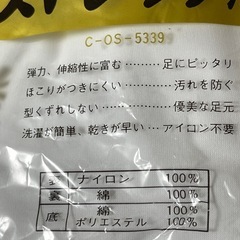 C-OS-5339
弾力、伸縮性に富む………足にピッタリ
ほこりがつきにくい………汚れを防ぐ
型くずれしない………優美な足元
洗濯が簡単、乾きが早い…アイロン不要
ナイロン 100%
裏 綿 100%
底 綿 100%
ポリエステル 100%